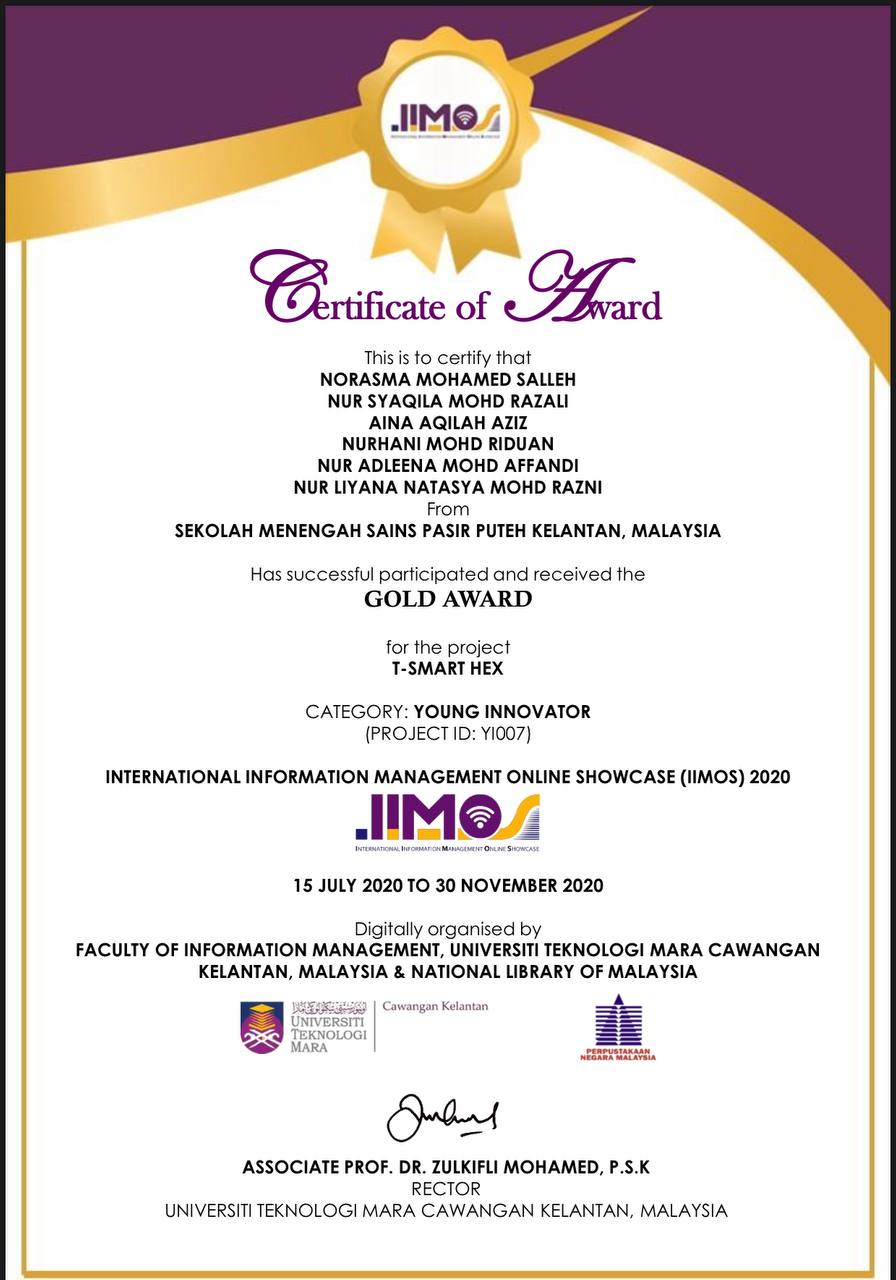 IIMOS
Certificate of Award
This is to certify that
NORASMA MOHAMED SALLEH
NUR SYAQILA MOHD RAZALI
AINA AQILAH AZIZ
NURHANI MOHD RIDUAN
NUR ADLEENA MOHD AFFANDI
NUR LIYANA NATASYA MOHD RAZNI
From
SEKOLAH MENENGAH SAINS PASIR PUTEH KELANTAN, MALAYSIA
Has successful participated and received the
GOLD AWARD
for the project
T-SMART HEX
CATEGORY: YOUNG INNOVATOR
(PROJECT ID: YI007)
INTERNATIONAL INFORMATION MANAGEMENT ONLINE SHOWCASE (IIMOS) 2020
IIMOS
INTERNATIONAL INFORMATION MANAGEMENT ONLINE SHOWCASE
15 JULY 2020 TO 30 NOVEMBER 2020
Digitally organised by
FACULTY OF INFORMATION MANAGEMENT, UNIVERSITI TEKNOLOGI MARA CAWANGAN
KELANTAN, MALAYSIA & NATIONAL LIBRARY OF MALAYSIA
UNIVERSITI
TEKNOLOGI
MARA
Cawangan Kelantan
PERPUSTAKAAN
NEGARA MALAYSIA
ASSOCIATE PROF. DR. ZULKIFLI MOHAMED, P.S.K
RECTOR
UNIVERSITI TEKNOLOGI MARA CAWANGAN KELANTAN, MALAYSIA